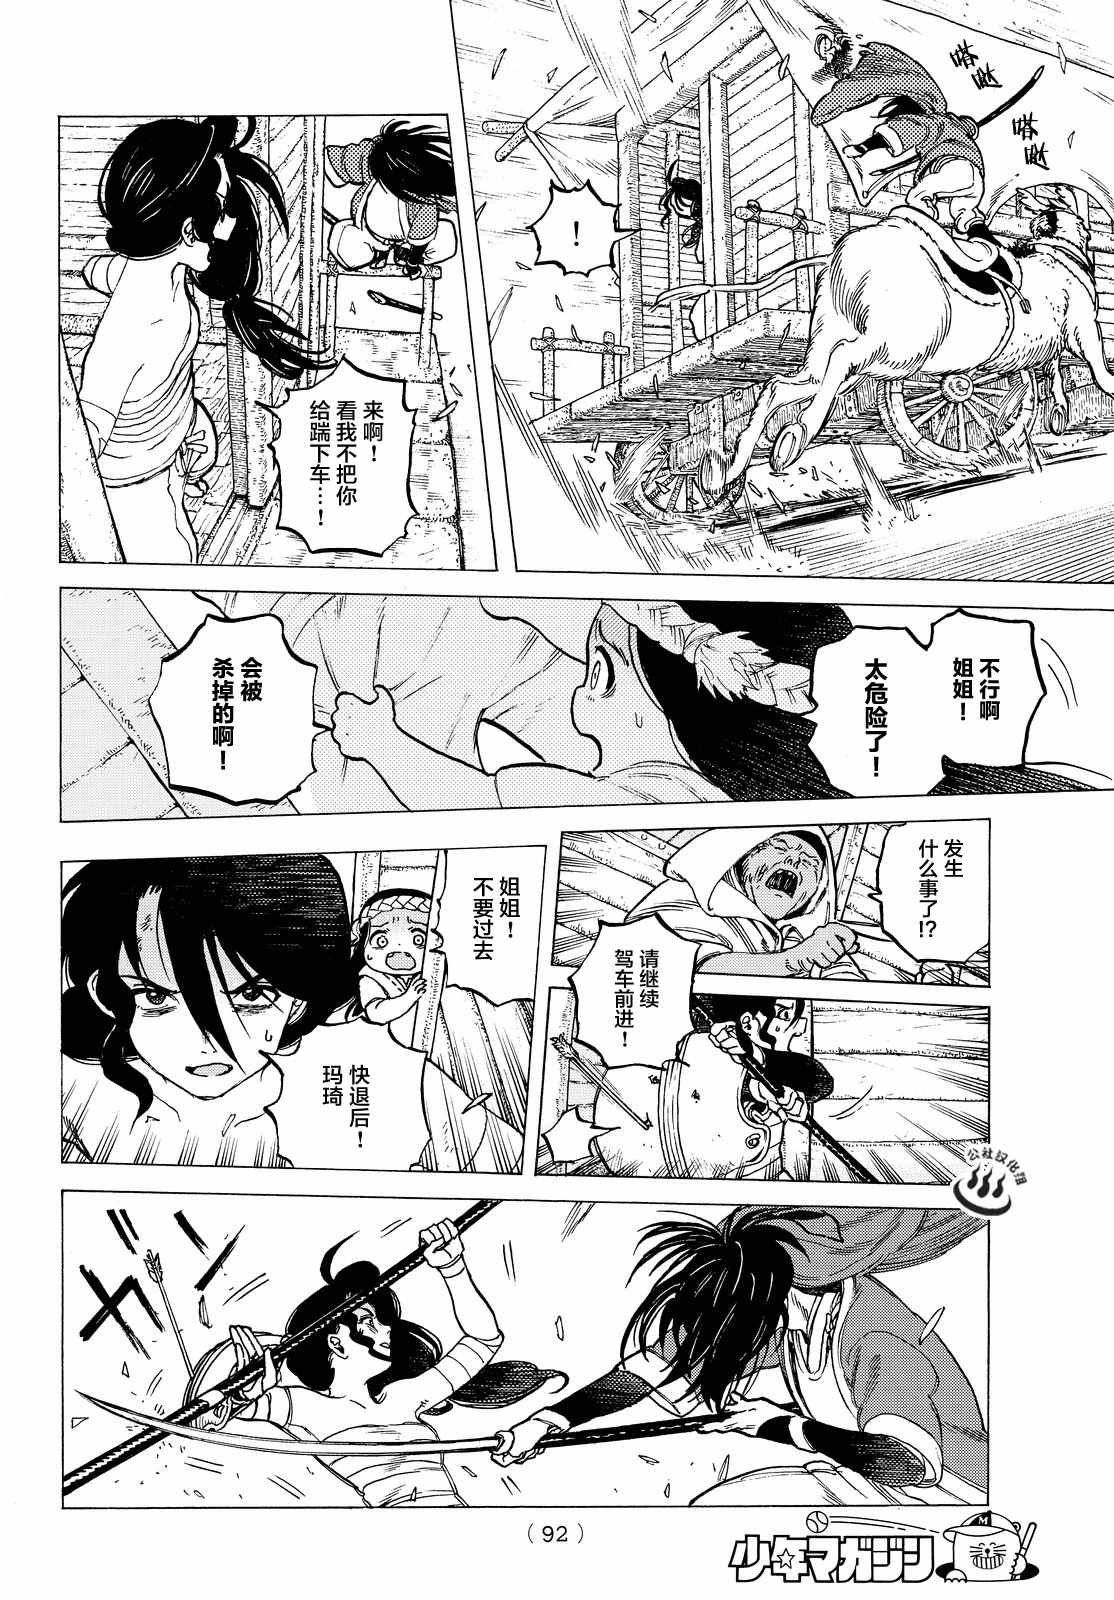 嗒
哒
嗒
哒
！
来啊！
看我不把你
给踹下车…！
不行啊
姐姐！
太危险了！
会被
杀掉的啊！
发生
什么事了!?
请继续
驾车前进！
姐姐！
不要过去
快退后！
玛琦
公社汉化组
（92）
少年マガジン
M